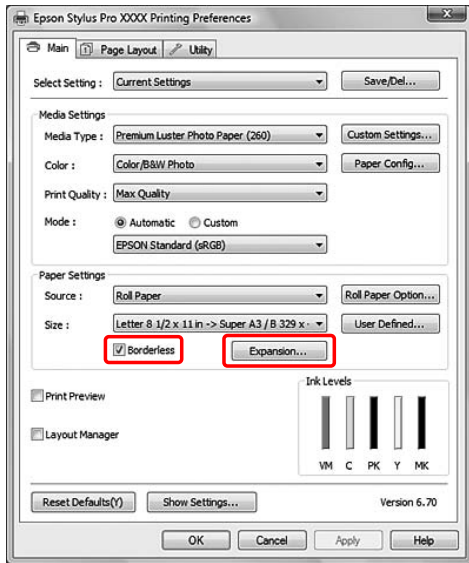 Epson Stylus Pro XXXX Printing Preferences
Main Page Layout Utility
Select Setting : Current Settings Save/Del...
Media Settings
Media Type : Premium Luster Photo Paper (260) Custom Settings...
Color : Color/B&W Photo Paper Config...
Print Quality : Max Quality
Mode : Automatic Custom
EPSON Standard (sRGB)
Paper Settings
Source : Roll Paper Roll Paper Option...
Size : Letter 8 1/2 x 11 in -> Super A3 / B 329 x User Defined...
Borderless Expansion...
Print Preview
Ink Levels
Layout Manager
VM C PK Y MK
Reset Defaults(Y) Show Settings... Version 6.70
OK Cancel Apply Help